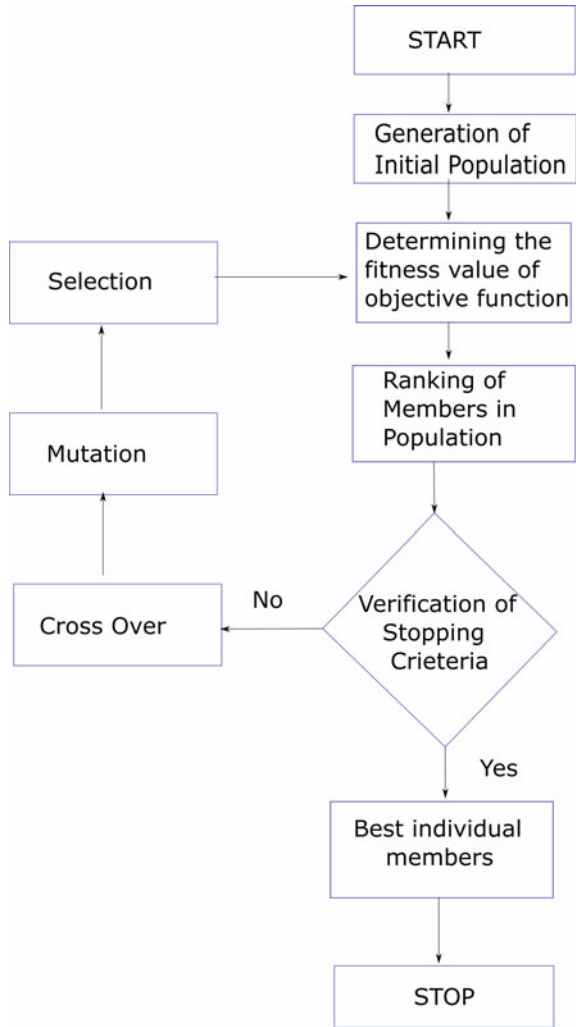 START
Generation of
Initial Population
Determining the
fitness value of
objective function
Selection
Ranking of
Members in
Population
Mutation
Verification of
Stopping
Crieteria
No
Cross Over
Yes
Best individual
members
STOP